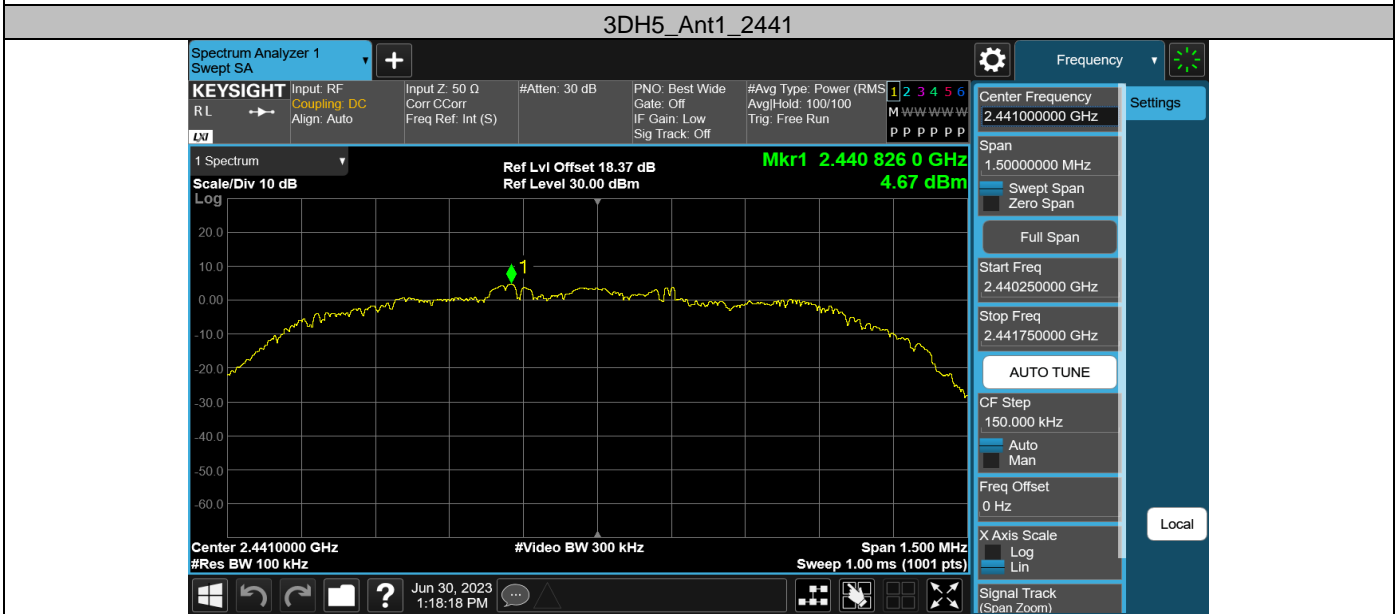 3DH5_Ant1_2441
Spectrum Analyzer 1
Swept SA
+
Frequency
KEYSIGHT
RL
LXI
Input: RF
Coupling: DC
Align: Auto
Input Z: 50 Ω
Corr CCorr
Freq Ref: Int (S)
#Atten: 30 dB
PNO: Best Wide
Gate: Off
IF Gain: Low
Sig Track: Off
#Avg Type: Power (RMS
Avg|Hold: 100/100
Trig: Free Run
1 2 3 4 5 6
M W W W W W
P P P P P P
1 Spectrum
Scale/Div 10 dB
Log
Ref Lvl Offset 18.37 dB
Ref Level 30.00 dBm
Mkr1 2.440 826 0 GHz
4.67 dBm
20.0
10.0
0.00
-10.0
-20.0
-30.0
-40.0
-50.0
-60.0
1
Center 2.4410000 GHz
#Res BW 100 kHz
#Video BW 300 kHz
Span 1.500 MHz
Sweep 1.00 ms (1001 pts)
Jun 30, 2023
1:18:18 PM
?
Center Frequency
2.441000000 GHz
Settings
Span
1.50000000 MHz
Swept Span
Zero Span
Full Span
Start Freq
2.440250000 GHz
Stop Freq
2.441750000 GHz
AUTO TUNE
CF Step
150.000 kHz
Auto
Man
Freq Offset
0 Hz
X Axis Scale
Log
Lin
Local
Signal Track
(Span Zoom)